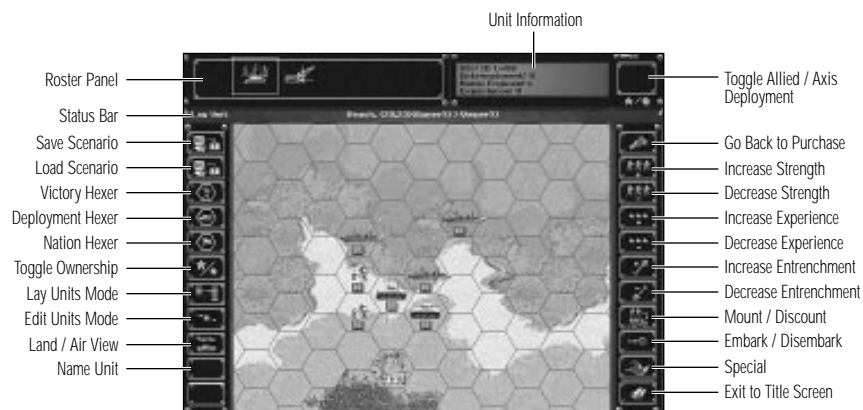 Unit Information
Roster Panel
Toggle Allied / Axis
Deployment
Status Bar
Save Scenario
Load Scenario
Victory Hexer
Deployment Hexer
Nation Hexer
Toggle Ownership
Lay Units Mode
Edit Units Mode
Land / Air View
Name Unit
Go Back to Purchase
Increase Strength
Decrease Strength
Increase Experience
Decrease Experience
Increase Entrenchment
Decrease Entrenchment
Mount / Discount
Embark / Disembark
Special
Exit to Title Screen